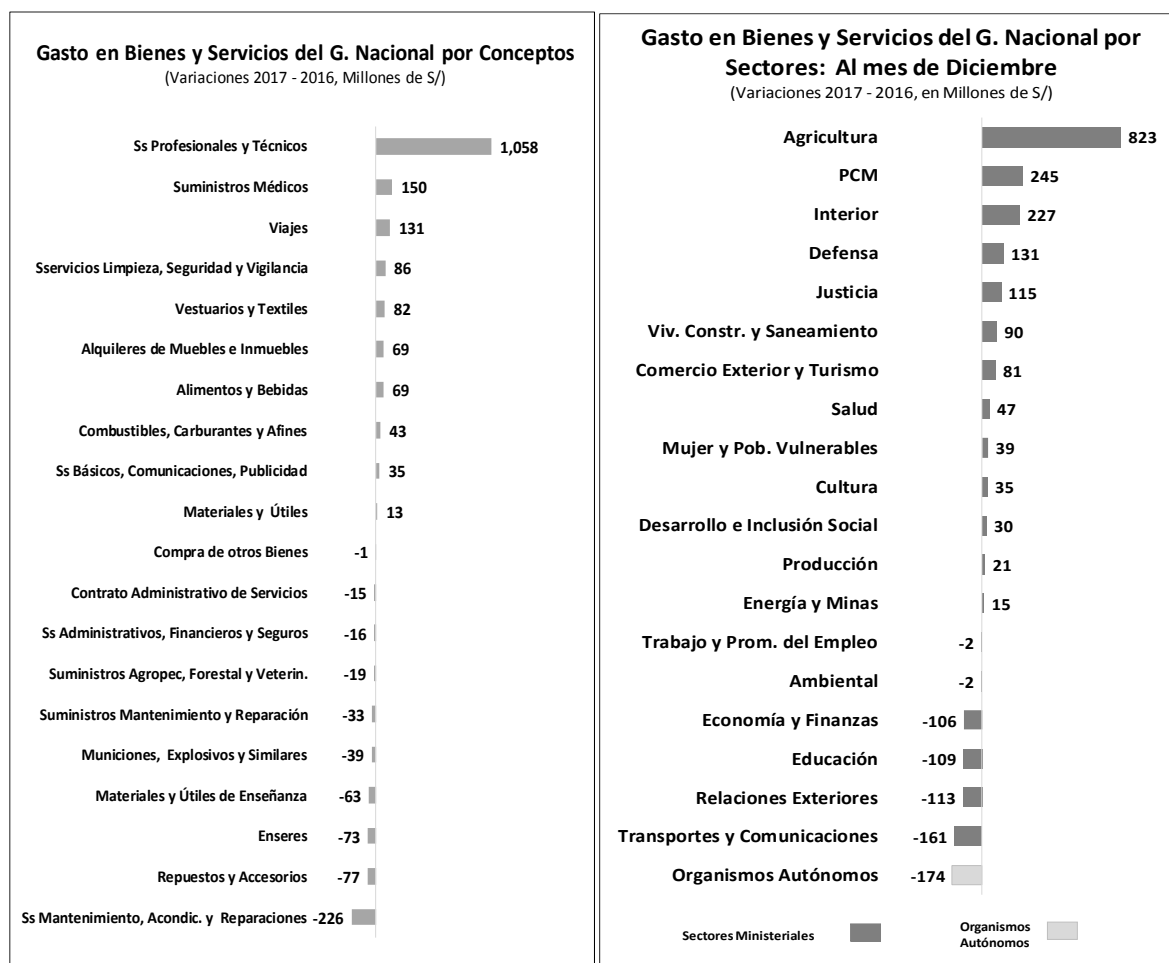 Gasto en Bienes y Servicios del G. Nacional por Conceptos
(Variaciones 2017 - 2016, Millones de S/)
Ss Profesionales y Técnicos 1,058
Suministros Médicos 150
Viajes 131
Sservicios Limpieza, Seguridad y Vigilancia 86
Vestuarios y Textiles 82
Alquileres de Muebles e Inmuebles 69
Alimentos y Bebidas 69
Combustibles, Carburantes y Afines 43
Ss Básicos, Comunicaciones, Publicidad 35
Materiales y Útiles 13
Compra de otros Bienes -1
Contrato Administrativo de Servicios -15
Ss Administrativos, Financieros y Seguros -16
Suministros Agropec, Forestal y Veterin. -19
Suministros Mantenimiento y Reparación -33
Municiones, Explosivos y Similares -39
Materiales y Útiles de Enseñanza -63
Enseres -73
Repuestos y Accesorios -77
Ss Mantenimiento, Acondic. y Reparaciones -226
Gasto en Bienes y Servicios del G. Nacional por
Sectores: Al mes de Diciembre
(Variaciones 2017 - 2016, en Millones de S/)
Agricultura 823
PCM 245
Interior 227
Defensa 131
Justicia 115
Viv. Constr. y Saneamiento 90
Comercio Exterior y Turismo 81
Salud 47
Mujer y Pob. Vulnerables 39
Cultura 35
Desarrollo e Inclusión Social 30
Producción 21
Energía y Minas 15
Trabajo y Prom. del Empleo -2
Ambiental -2
Economía y Finanzas -106
Educación -109
Relaciones Exteriores -113
Transportes y Comunicaciones -161
Organismos Autónomos -174
Sectores Ministeriales
Organismos
Autónomos